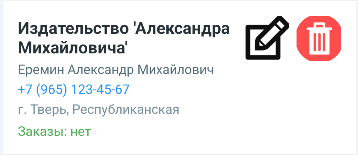 Издательство 'Александра
Михайловича'
Еремин Александр Михайлович
+7 (965) 123-45-67
г. Тверь, Республиканская
Заказы: нет